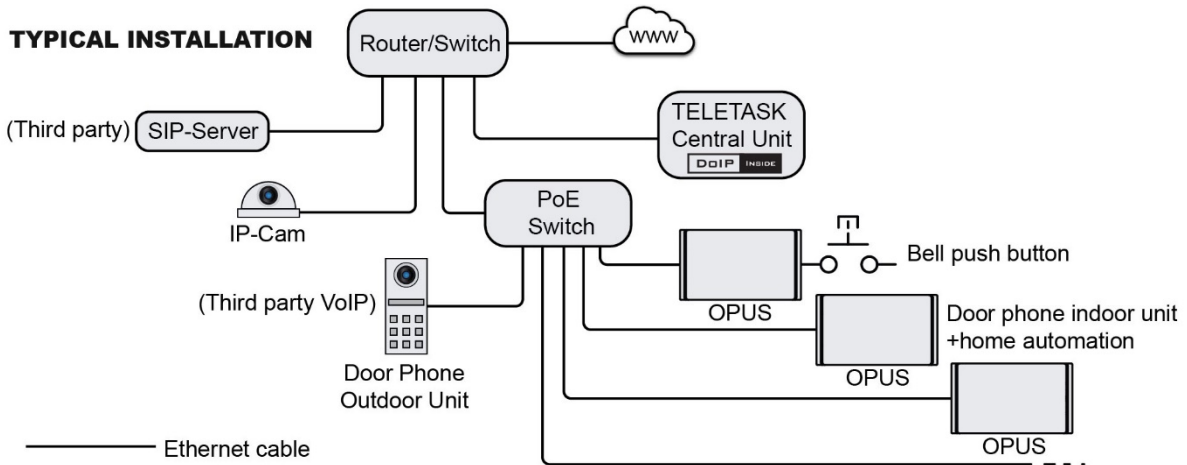 TYPICAL INSTALLATION
Router/Switch
www
(Third party)
SIP-Server
TELETASK
Central Unit
DoIP INSIDE
IP-Cam
PoE
Switch
Bell push button
OPUS
(Third party VoIP)
Door phone indoor unit
+home automation
OPUS
Door Phone
Outdoor Unit
OPUS
Ethernet cable